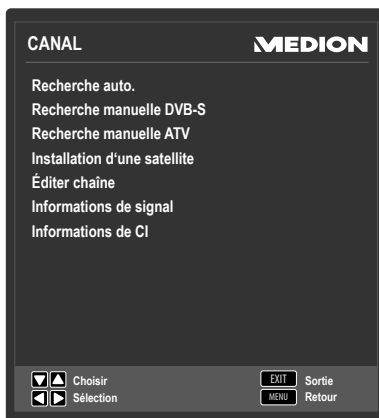 CANAL MEDION
Recherche auto.
Recherche manuelle DVB-S
Recherche manuelle ATV
Installation d‘une satellite
Éditer chaîne
Informations de signal
Informations de CI
Choisir EXIT Sortie
Sélection MENU Retour